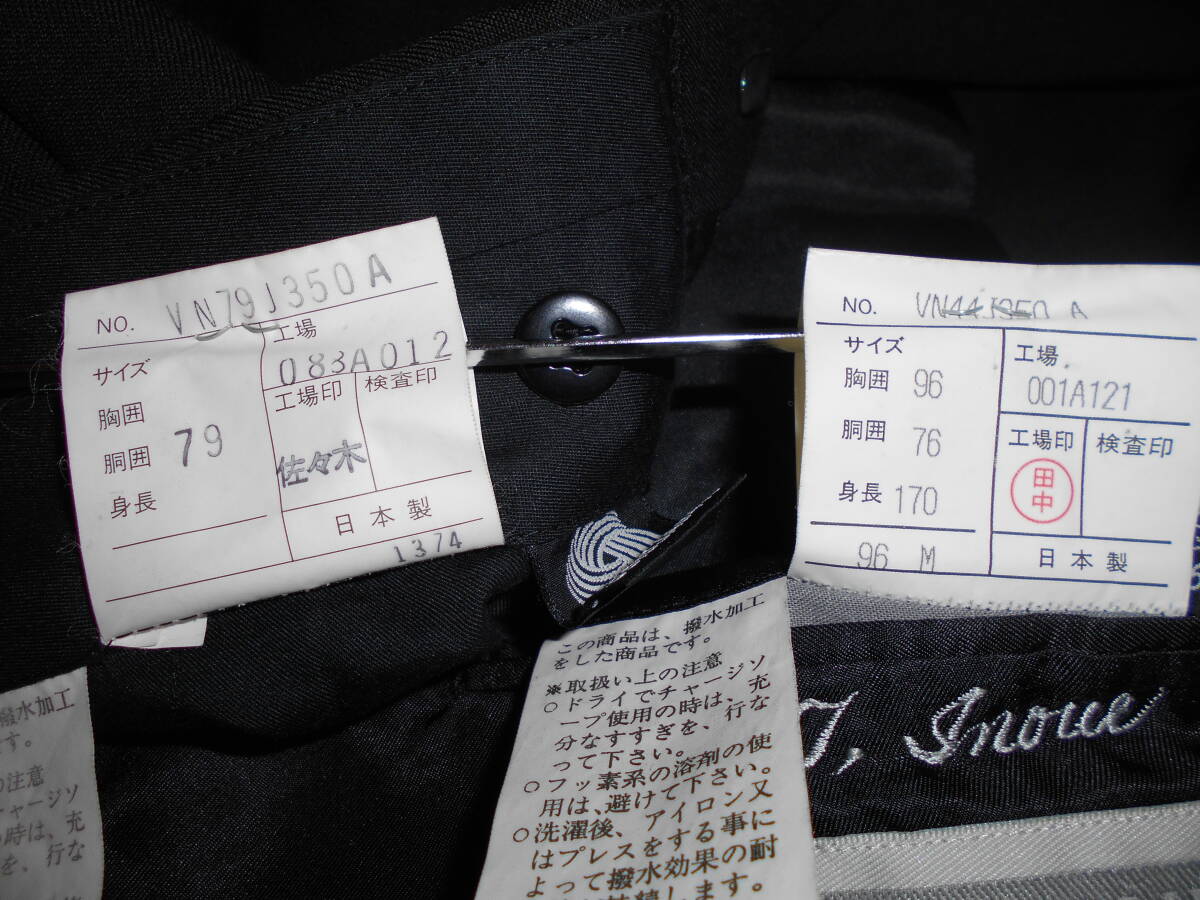 NO. VN79J350A
サイズ
胸囲
胴囲 79
身長
工場
083A012
工場印
検査印
佐々木
日本製
1374
NO.
サイズ
胸囲 96
胴囲 76
身長 170
96 M
工場
001A121
工場印
検査印
田中
日本製
この商品は、撥水加工
をした商品です。
※取扱い上の注意
○ドライでチャージソ
ープ使用の時は、充
分なすすぎを、行な
って下さい。
○フッ素系の溶剤の使
用は、避けて下さい。
○洗濯後、アイロン又
はプレスをする事に
よって撥水効果の耐
撥水加工
です。
の注意
チャージソ
の時は、充
を、行な
Inoue